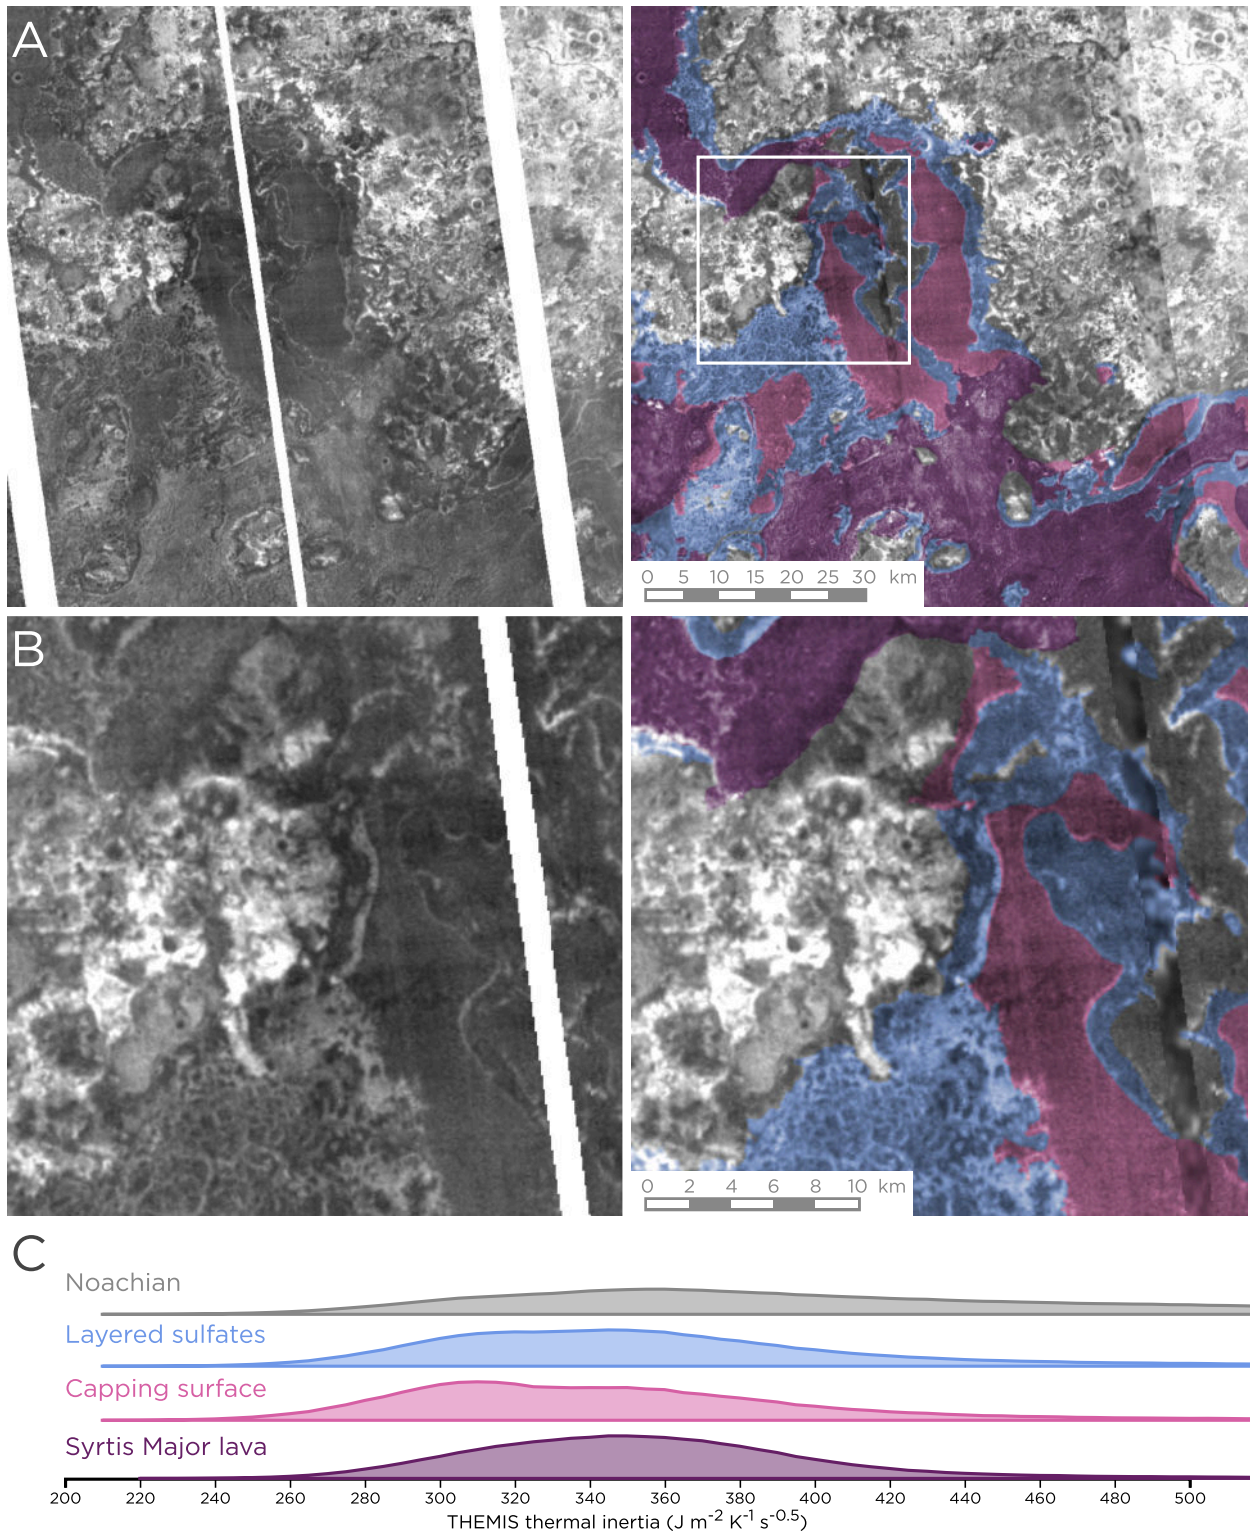 A
0 5 10 15 20 25 30 km
B
0 2 4 6 8 10 km
C
Noachian
Layered sulfates
Capping surface
Syrtis Major lava
200 220 240 260 280 300 320 340 360 380 400 420 440 460 480 500
THEMIS thermal inertia (J m⁻² K⁻¹ s⁻⁰·⁵)